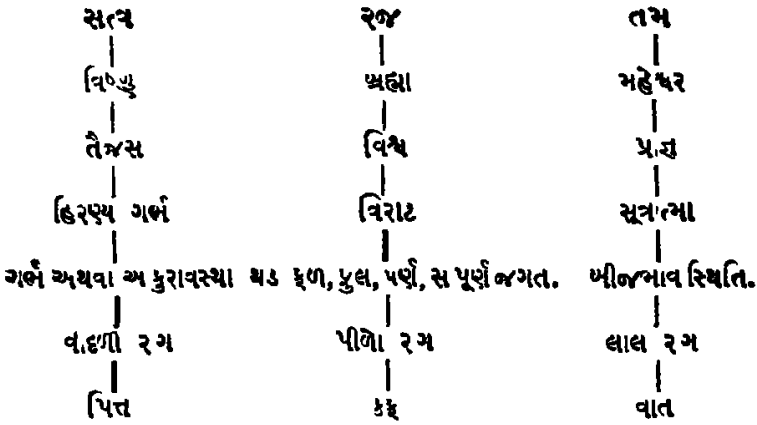 સત્વ રજ તમ
વિષ્ણુ બ્રહ્મા મહેશ્વર
તૈજસ વિશ્વ પ્રાજ્ઞ
હિરણ્ય ગર્ભ વિરાટ સૂત્રાત્મા
ગર્ભ અથવા અંકુરાવસ્થા થડ ફળ, ફુલ, પર્ણ, સંપૂર્ણ જગત. બીજભાવ સ્થિતિ.
વાદળી રંગ પીળો રંગ લાલ રંગ
પિત્ત કફ વાત